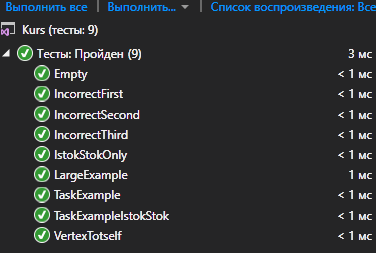 Выполнить все | Выполнить... Список воспроизведения: Все
Kurs (тесты: 9)
Тесты: Пройден (9) 3 мс
Empty < 1 мс
IncorrectFirst < 1 мс
IncorrectSecond < 1 мс
IncorrectThird < 1 мс
IstokStokOnly < 1 мс
LargeExample 1 мс
TaskExample < 1 мс
TaskExampleIstokStok < 1 мс
VertexTotself < 1 мс